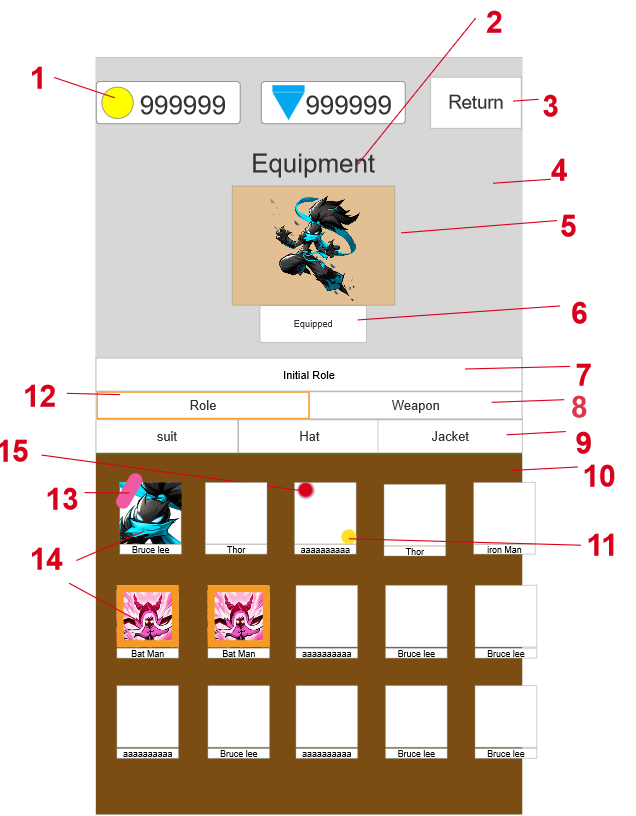 2
1
999999
999999
Return
3
Equipment
4
5
6
Equipped
Initial Role
7
12
Role
Weapon
8
suit
Hat
Jacket
9
15
10
13
11
14
Bruce lee
Thor
aaaaaaaaaa
Thor
iron Man
Bat Man
Bat Man
aaaaaaaaaa
Bruce lee
Bruce lee
aaaaaaaaaa
Bruce lee
aaaaaaaaaa
Bruce lee
Bruce lee